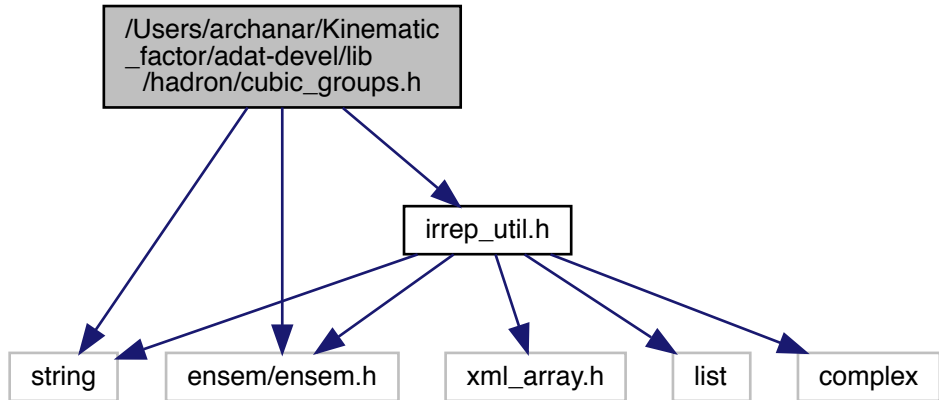 /Users/archanar/Kinematic
_factor/adat-devel/lib
/hadron/cubic_groups.h
irrep_util.h
string
ensem/ensem.h
xml_array.h
list
complex